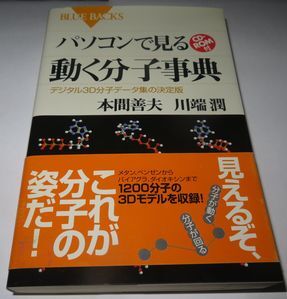 BLUE BACKS
パソコンで見る
CD-ROM付
動く分子事典
デジタル3D分子データ集の決定版
本間善夫 川端 潤
見えるぞ、
分子が動く
分子が回る
メタン、ベンゼンから
バイアグラ、ダイオキシンまで
1200分子の
3Dモデルを収録!
これが
分子の
姿だ!